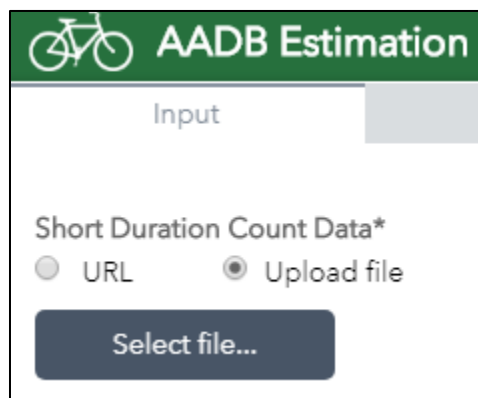 AADB Estimation
Input
Short Duration Count Data*
URL Upload file
Select file...